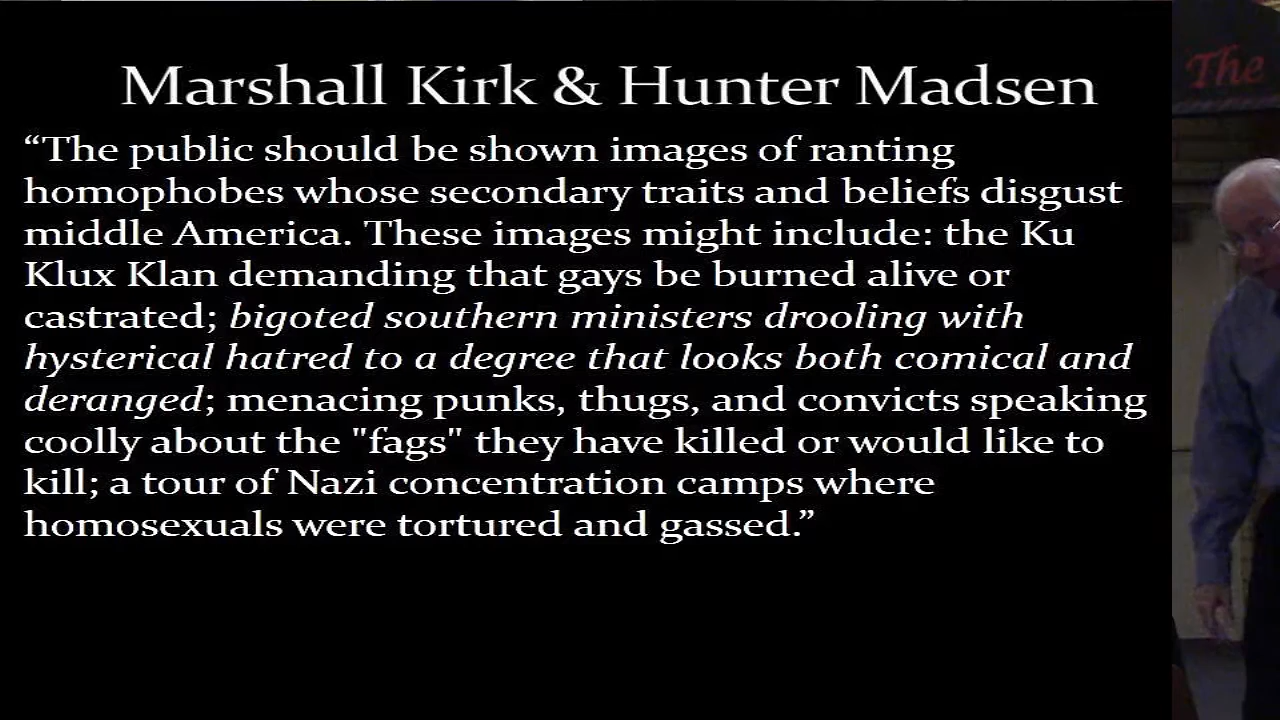 Marshall Kirk & Hunter Madsen
“The public should be shown images of ranting
homophobes whose secondary traits and beliefs disgust
middle America. These images might include: the Ku
Klux Klan demanding that gays be burned alive or
castrated; bigoted southern ministers drooling with
hysterical hatred to a degree that looks both comical and
deranged; menacing punks, thugs, and convicts speaking
coolly about the "fags" they have killed or would like to
kill; a tour of Nazi concentration camps where
homosexuals were tortured and gassed.”
The